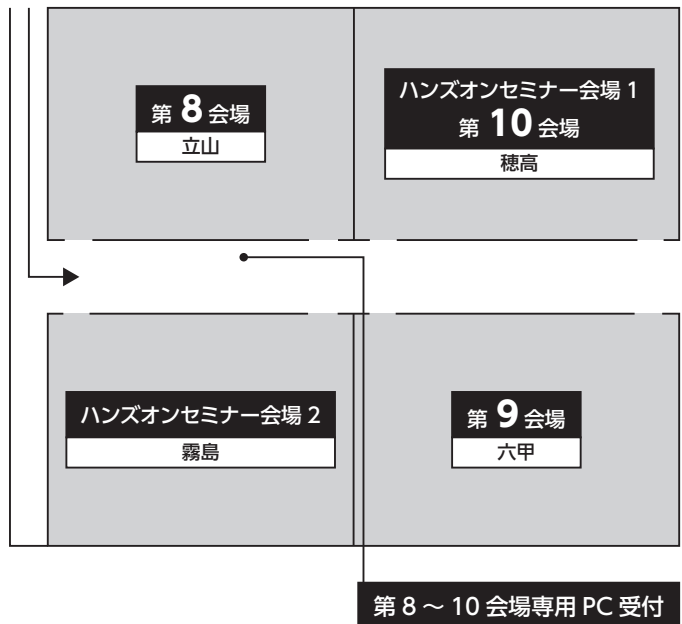 第 8 会場
立山
ハンズオンセミナー会場 1
第 10 会場
穂高
ハンズオンセミナー会場 2
霧島
第 9 会場
六甲
第 8 ～ 10 会場専用 PC 受付